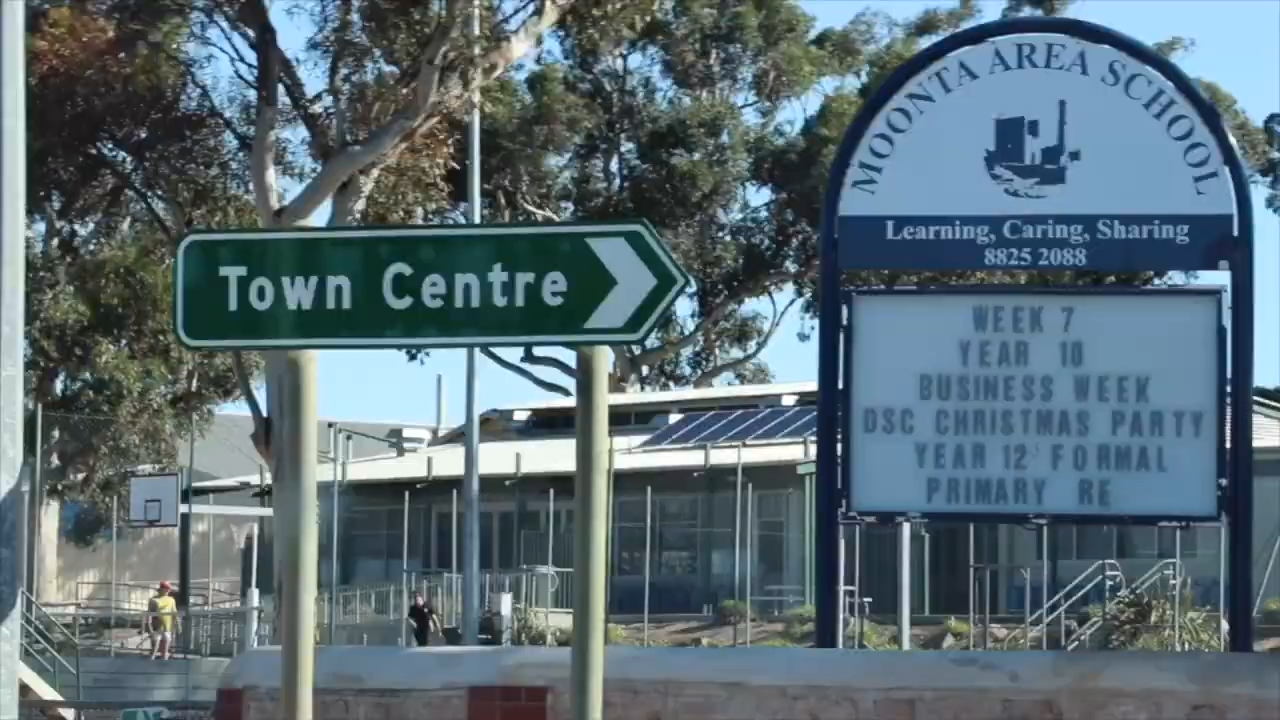 Town Centre
MOONTA AREA SCHOOL
Learning, Caring, Sharing
8825 2088
WEEK 7
YEAR 10
BUSINESS WEEK
DSC CHRISTMAS PARTY
YEAR 12 FORMAL
PRIMARY RE